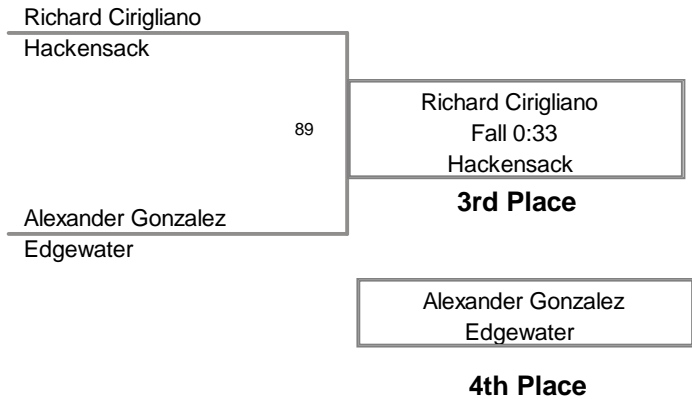 Richard Cirigliano
Hackensack
89
Richard Cirigliano
Fall 0:33
Hackensack
3rd Place
Alexander Gonzalez
Edgewater
Alexander Gonzalez
Edgewater
4th Place